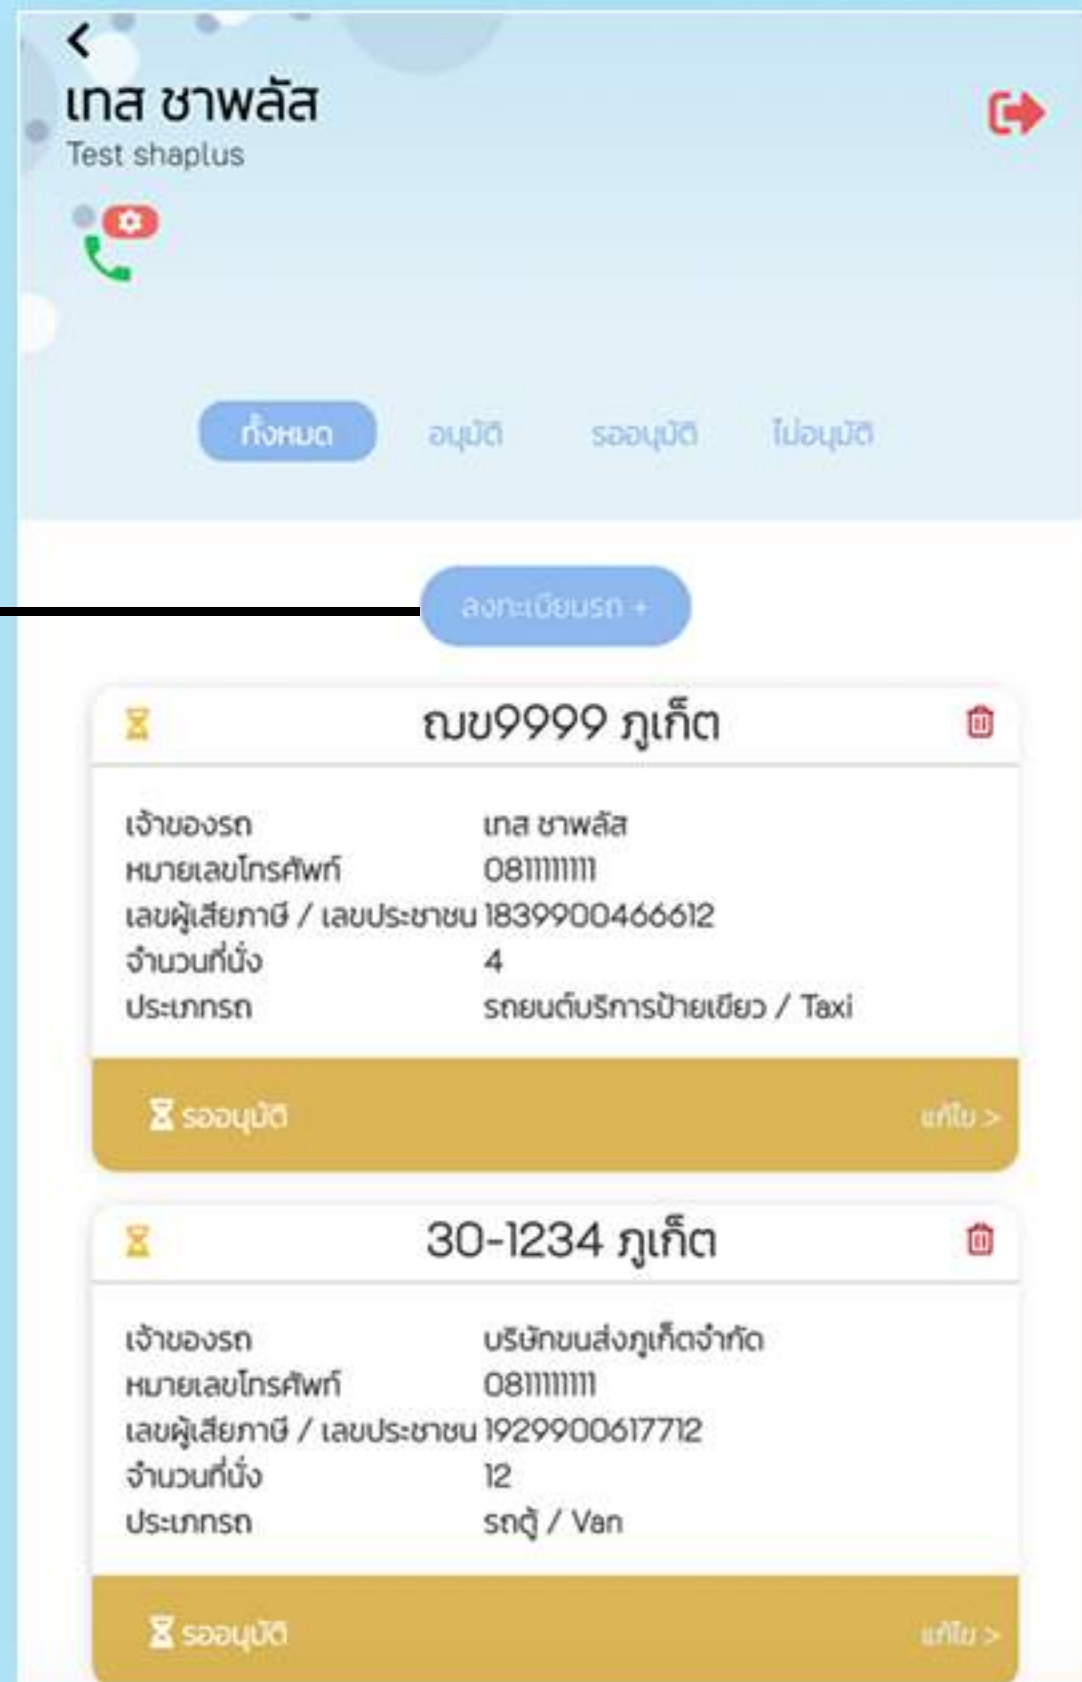 เทส ชาพลัส
Test shaplus
ทั้งหมด อนุมัติ รออนุมัติ ไม่อนุมัติ
ลงทะเบียนรถ +
ฌข9999 ภูเก็ต
เจ้าของรถ เทส ชาพลัส
หมายเลขโทรศัพท์ 0811111111
เลขผู้เสียภาษี / เลขประชาชน 1839900466612
จำนวนที่นั่ง 4
ประเภทรถ รถยนต์บริการป้ายเขียว / Taxi
รออนุมัติ แก้ไข >
30-1234 ภูเก็ต
เจ้าของรถ บริษัทขนส่งภูเก็ตจำกัด
หมายเลขโทรศัพท์ 0811111111
เลขผู้เสียภาษี / เลขประชาชน 1929900617712
จำนวนที่นั่ง 12
ประเภทรถ รถตู้ / Van
รออนุมัติ แก้ไข >